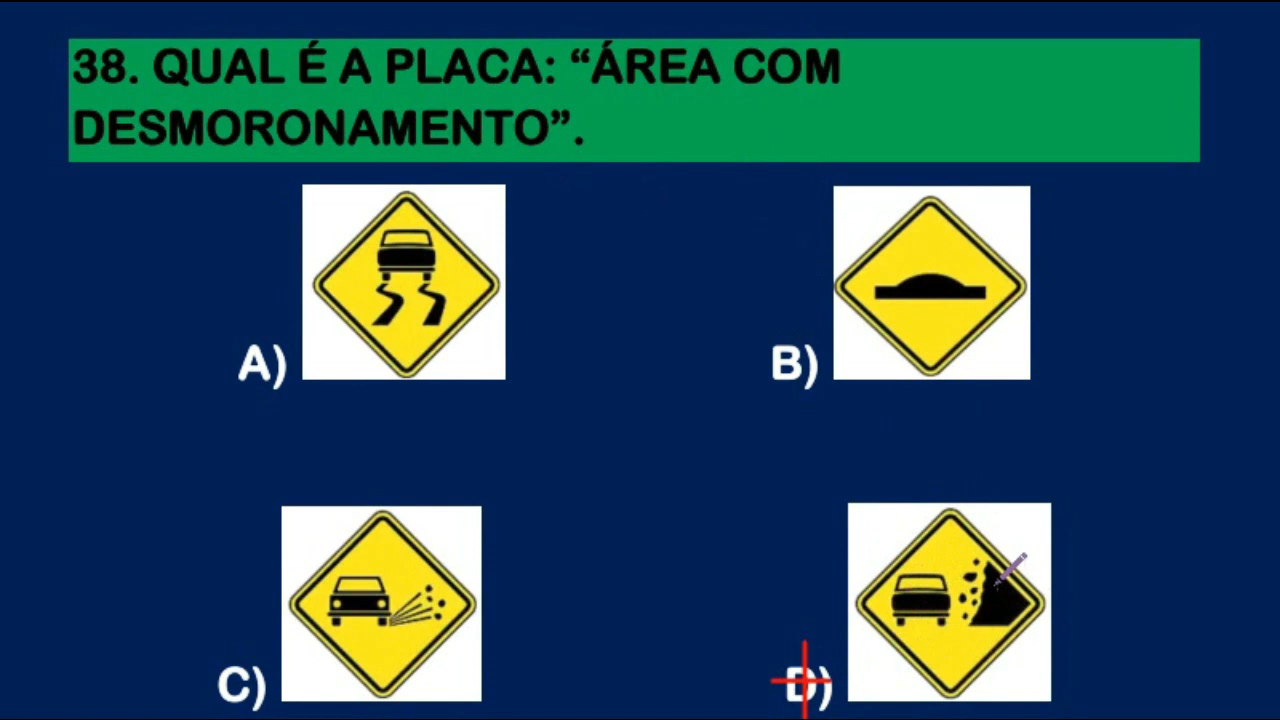 38. QUAL É A PLACA: “ÁREA COM
DESMORONAMENTO”.
A)
B)
C)
D)